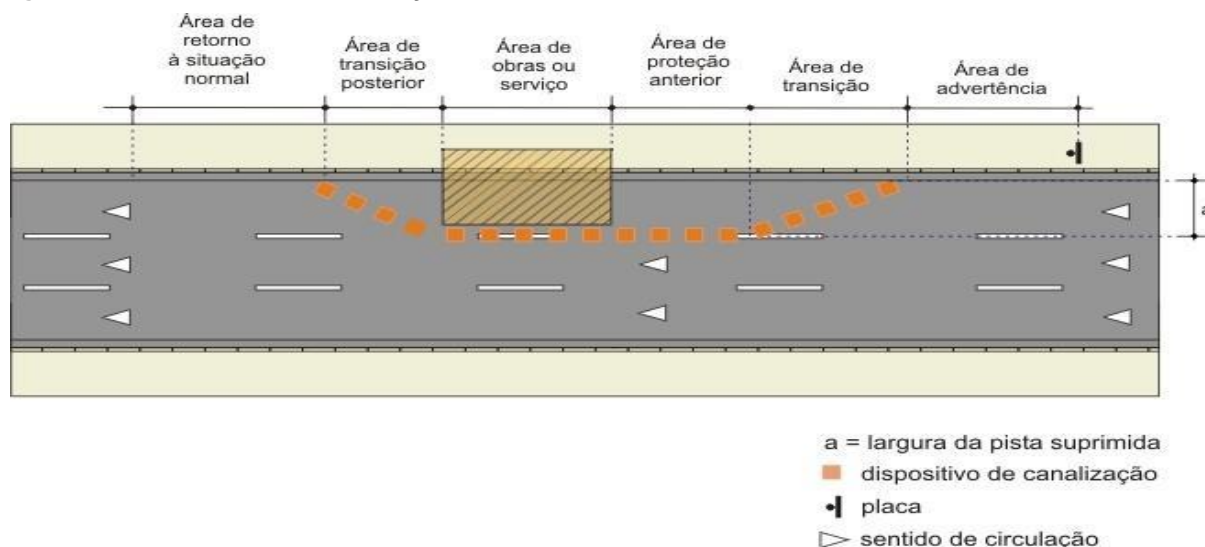 Área de
retorno
à situação
normal
Área de
transição
posterior
Área de
obras ou
serviço
Área de
proteção
anterior
Área de
transição
Área de
advertência
a
a = largura da pista suprimida
dispositivo de canalização
placa
sentido de circulação